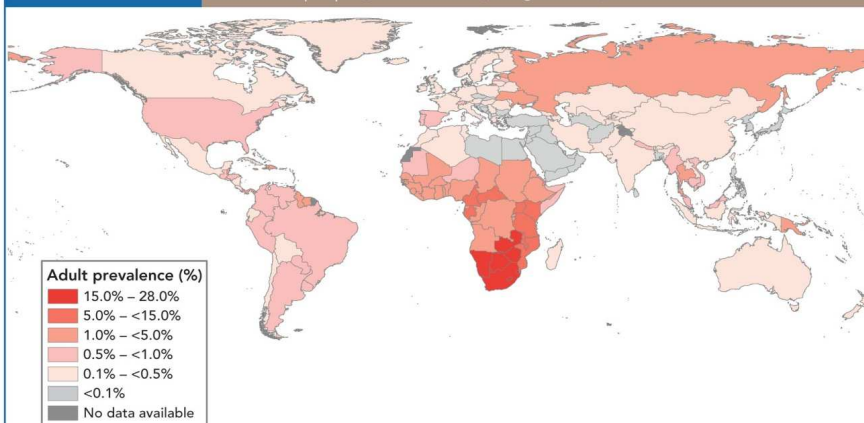 Adult prevalence (%)
15.0% – 28.0%
5.0% – <15.0%
1.0% – <5.0%
0.5% – <1.0%
0.1% – <0.5%
<0.1%
No data available